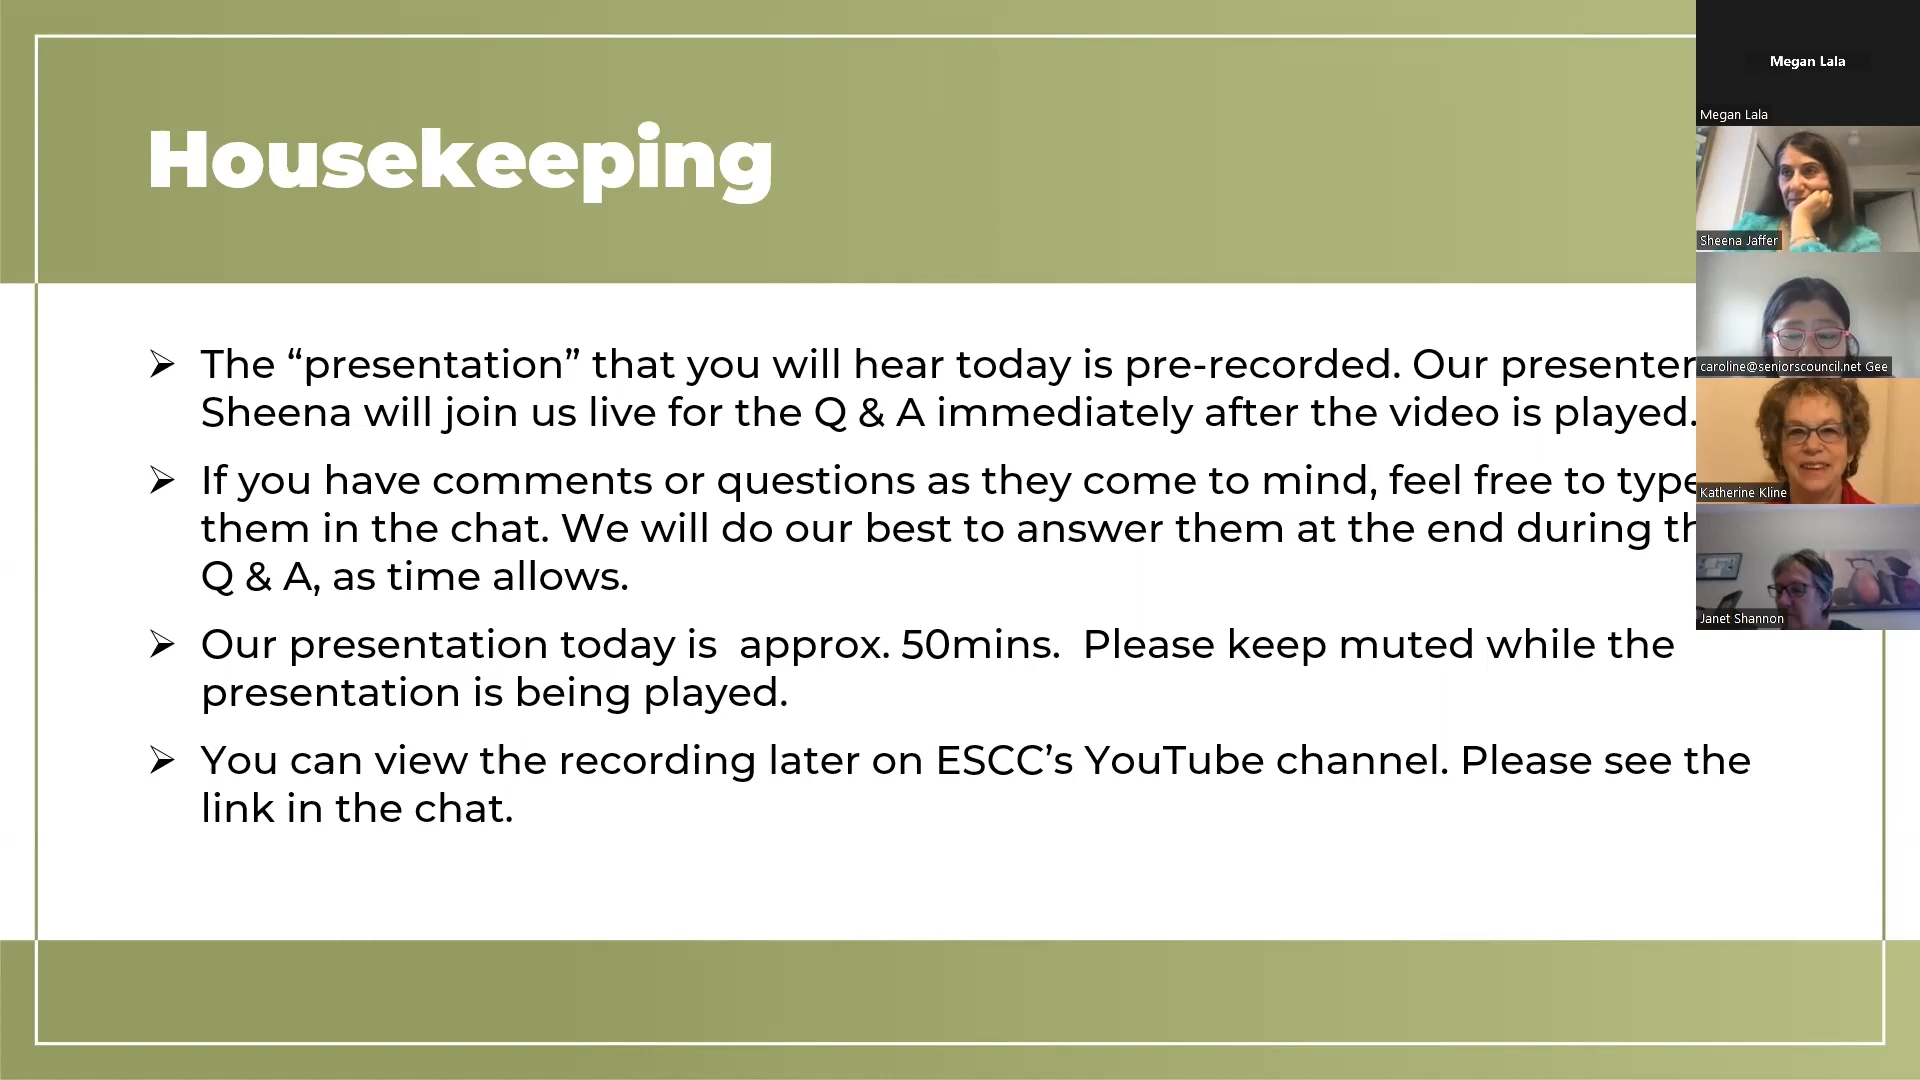 Housekeeping
➢ The “presentation” that you will hear today is pre-recorded. Our presenter
Sheena will join us live for the Q & A immediately after the video is played.
➢ If you have comments or questions as they come to mind, feel free to type
them in the chat. We will do our best to answer them at the end during
Q & A, as time allows.
➢ Our presentation today is  approx. 50mins.  Please keep muted while the
presentation is being played.
➢ You can view the recording later on ESCC’s YouTube channel. Please see the
link in the chat.
Megan Lala
Megan Lala
Sheena Jaffer
caroline@seniorscouncil.net Gee
Katherine Kline
Janet Shannon